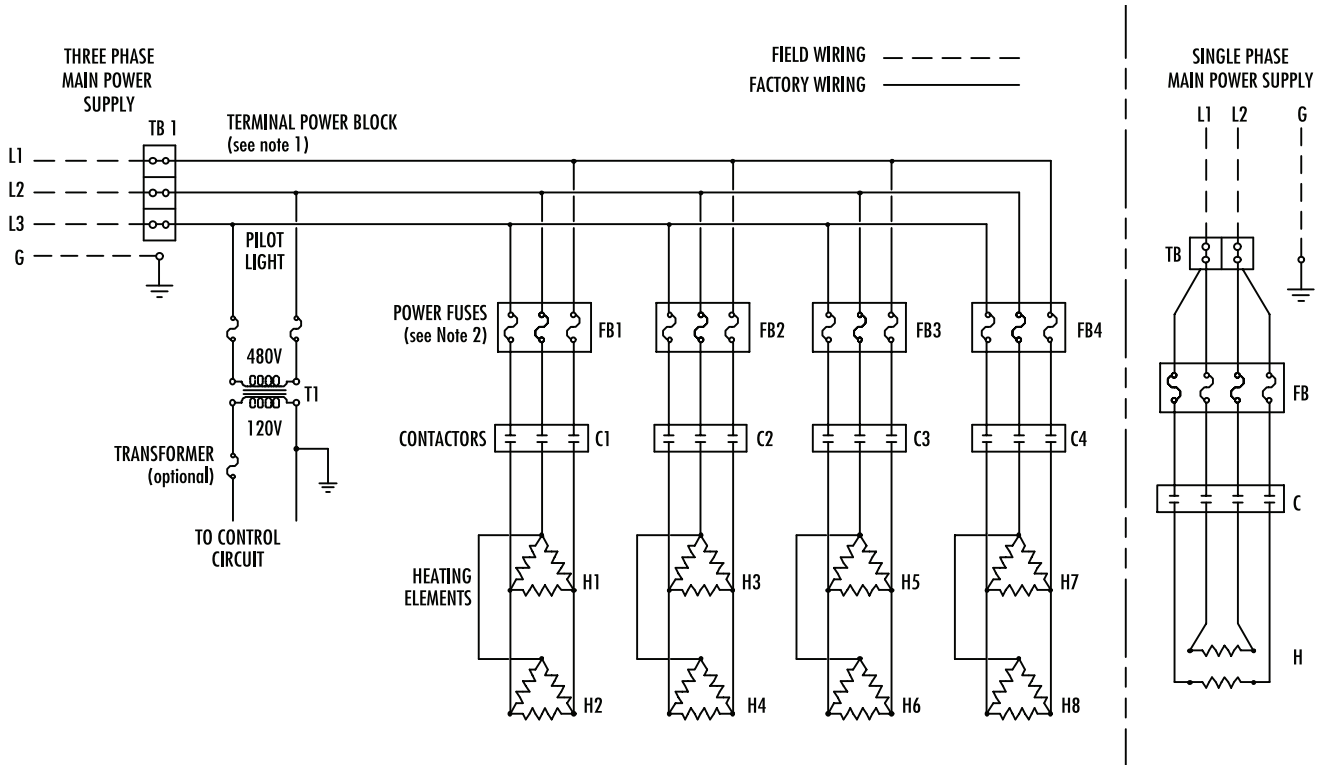 THREE PHASE
MAIN POWER
SUPPLY
TB 1
TERMINAL POWER BLOCK
(see note 1)
FIELD WIRING
FACTORY WIRING
L1
L2
L3
G
PILOT
LIGHT
480V
T1
120V
TRANSFORMER
(optional)
TO CONTROL
CIRCUIT
POWER FUSES
(see Note 2)
FB1
FB2
FB3
FB4
CONTACTORS
C1
C2
C3
C4
HEATING
ELEMENTS
H1
H3
H5
H7
H2
H4
H6
H8
SINGLE PHASE
MAIN POWER SUPPLY
L1
L2
G
TB
FB
C
H